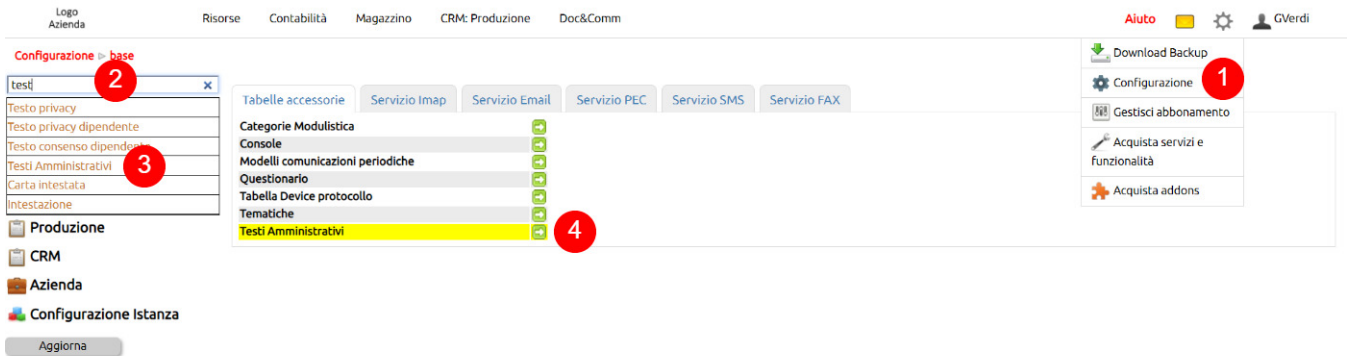 Logo
Azienda
Risorse Contabilità Magazzino CRM: Produzione Doc&Comm
Aiuto GVerdi
Configurazione ▹ base
Download Backup
Configurazione 1
Gestisci abbonamento
Acquista servizi e
funzionalità
Acquista addons
test 2 ×
Testo privacy
Testo privacy dipendente
Testo consenso dipendente
Testi Amministrativi 3
Carta intestata
Intestazione
Produzione
CRM
Azienda
Configurazione Istanza
Aggiorna
Tabelle accessorie Servizio Imap Servizio Email Servizio PEC Servizio SMS Servizio FAX
Categorie Modulistica
Console
Modelli comunicazioni periodiche
Questionario
Tabella Device protocollo
Tematiche
Testi Amministrativi 4